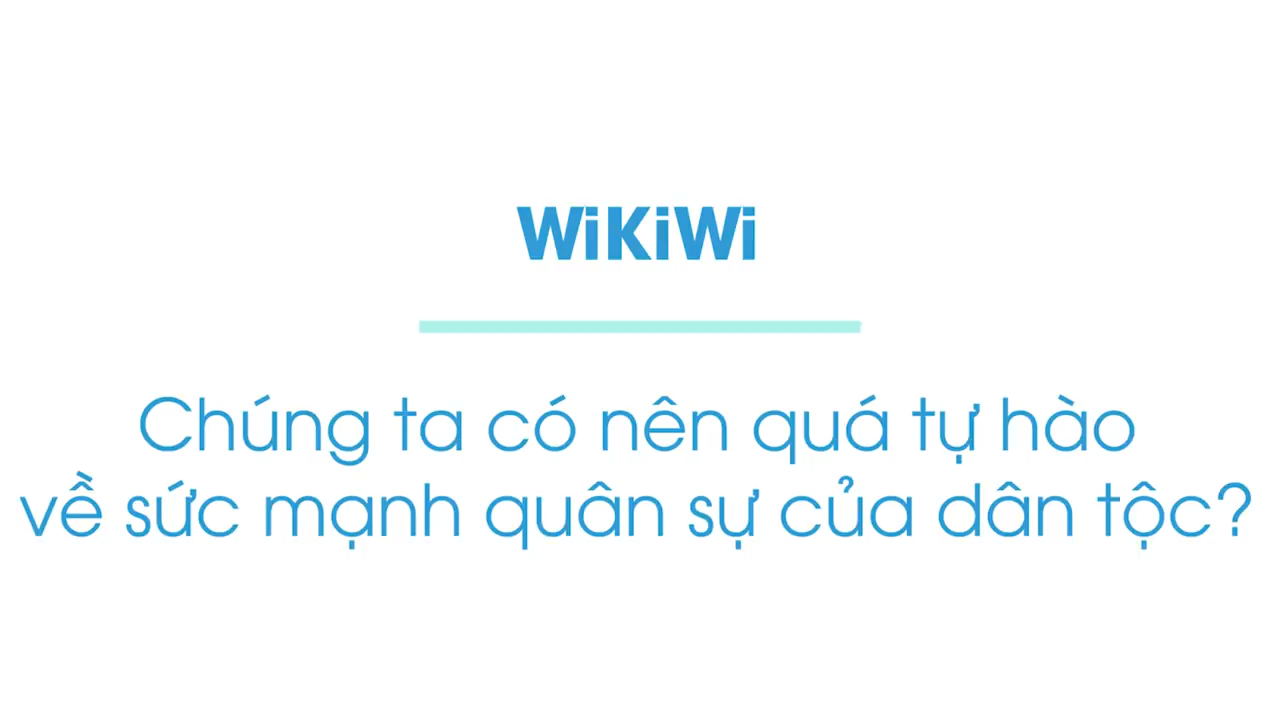 WiKiWi
Chúng ta có nên quá tự hào
về sức mạnh quân sự của dân tộc?